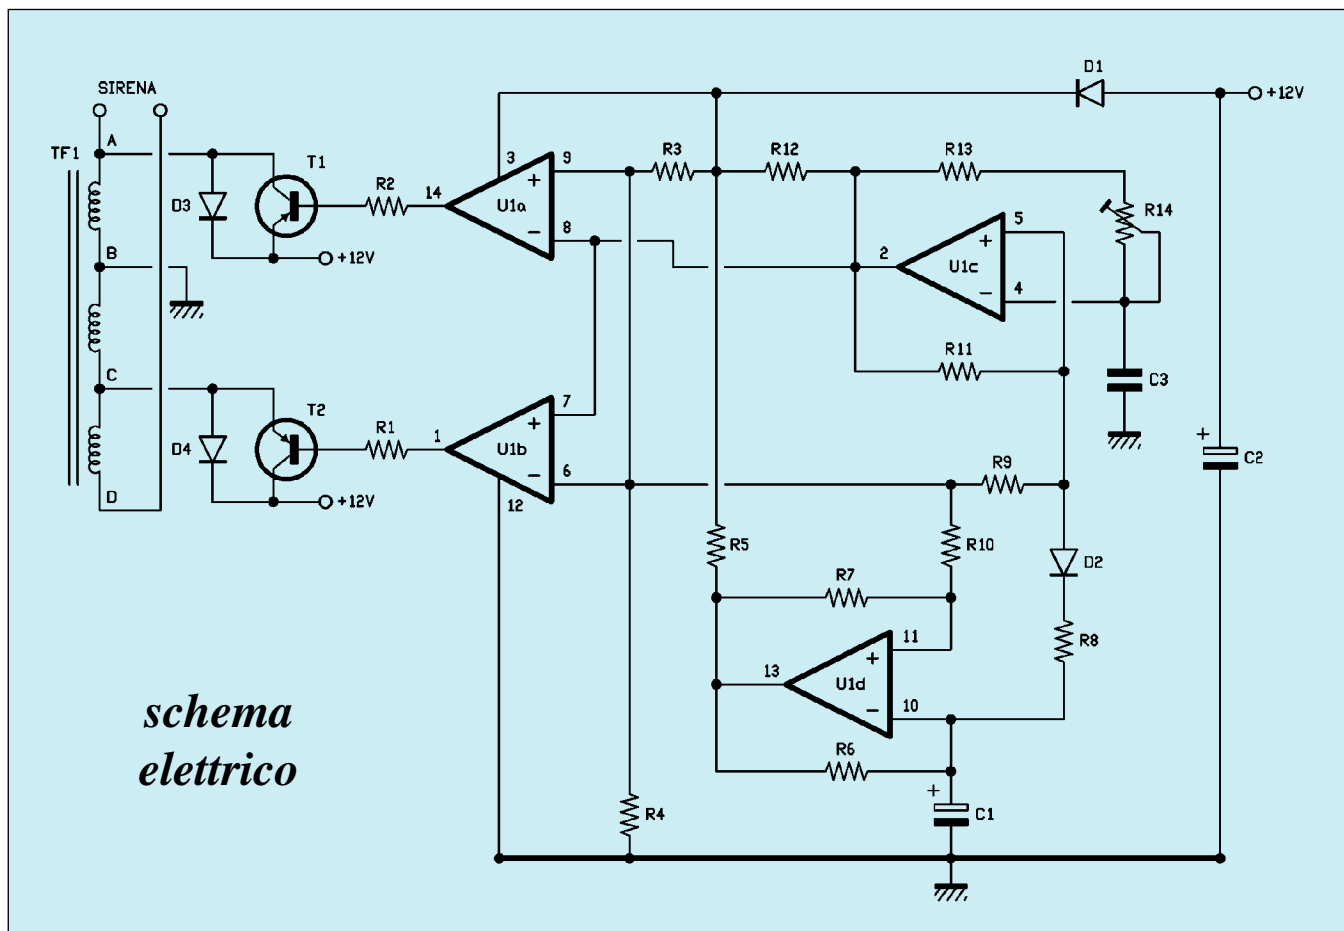 SIRENA
D1
+12V
A
TF1
T1
R2
14
3
9
+
U1a
−
8
R3
R12
R13
R14
D3
+12V
B
2
5
+
U1c
−
4
R11
C3
C
T2
R1
1
7
+
U1b
−
6
12
D4
+12V
D
R9
+
C2
R5
R10
D2
R7
R8
13
11
+
U1d
−
10
R6
R4
+
C1
schema
elettrico